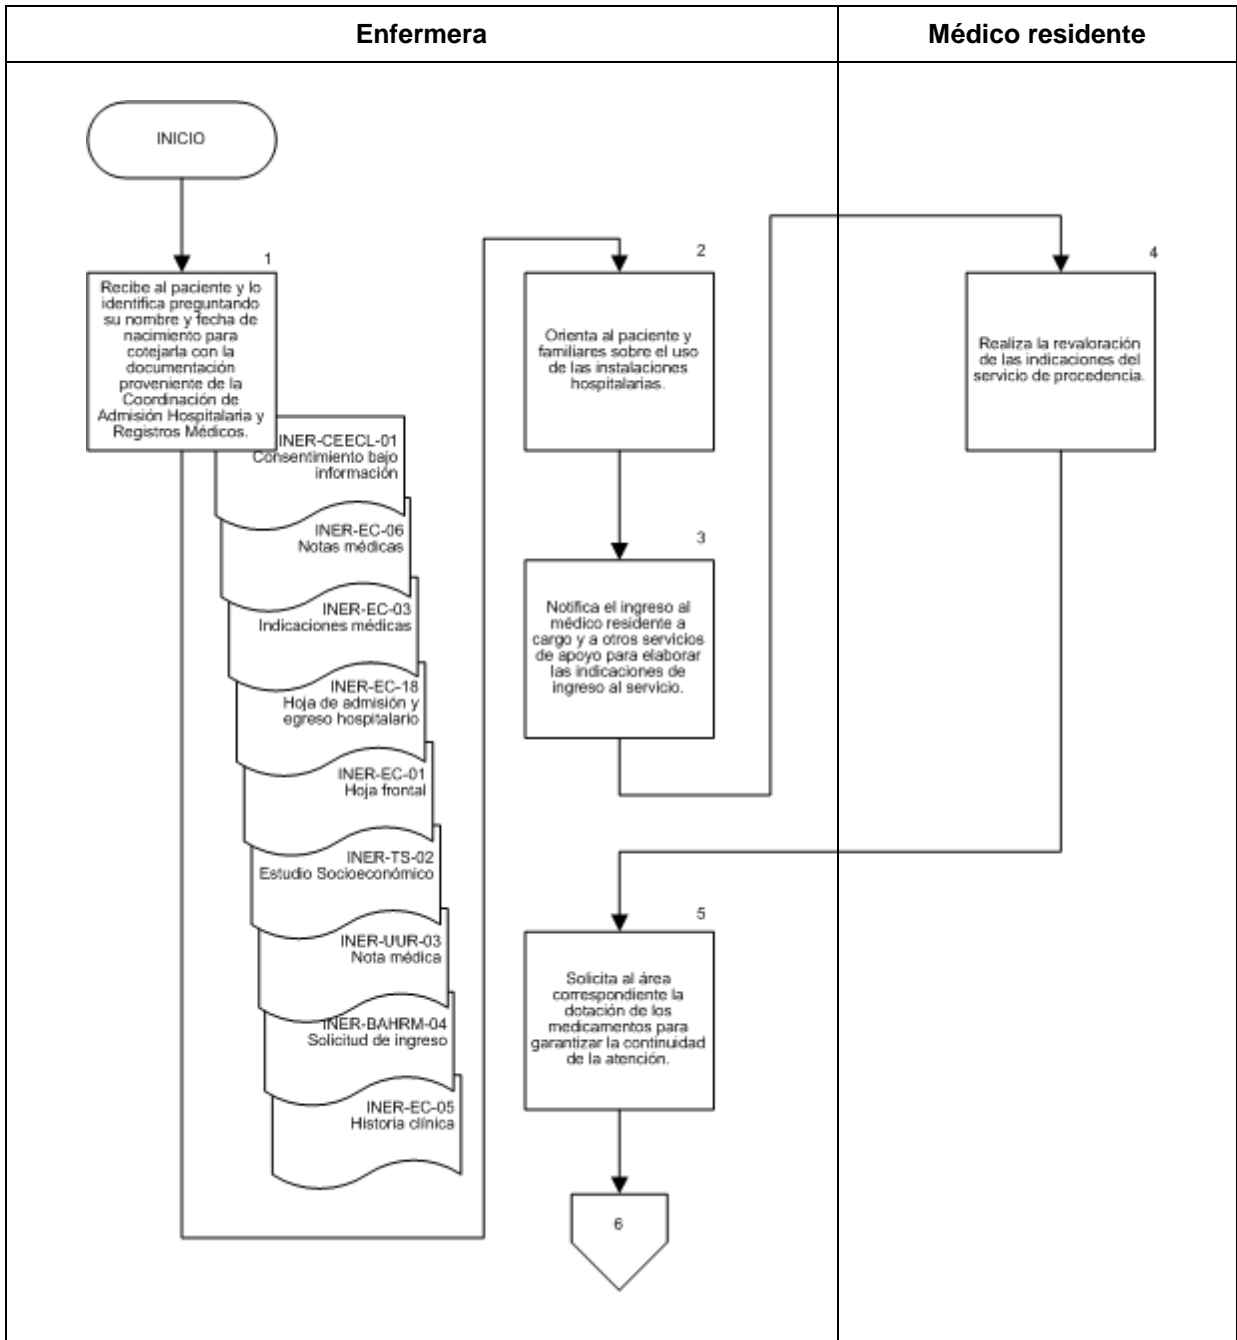 Enfermera
Médico residente
INICIO
1
Recibe al paciente y lo
identifica preguntando
su nombre y fecha de
nacimiento para
cotejarla con la
documentación
proveniente de la
Coordinación de
Admisión Hospitalaria y
Registros Médicos.
INER-CEECL-01
Consentimiento bajo
información
INER-EC-06
Notas médicas
INER-EC-03
Indicaciones médicas
INER-EC-18
Hoja de admisión y
egreso hospitalario
INER-EC-01
Hoja frontal
INER-TS-02
Estudio Socioeconómico
INER-UUR-03
Nota médica
INER-BAHRM-04
Solicitud de ingreso
INER-EC-05
Historia clínica
2
Orienta al paciente y
familiares sobre el uso
de las instalaciones
hospitalarias.
3
Notifica el ingreso al
médico residente a
cargo y a otros servicios
de apoyo para elaborar
las indicaciones de
ingreso al servicio.
4
Realiza la revaloración
de las indicaciones del
servicio de procedencia.
5
Solicita al área
correspondiente la
dotación de los
medicamentos para
garantizar la continuidad
de la atención.
6